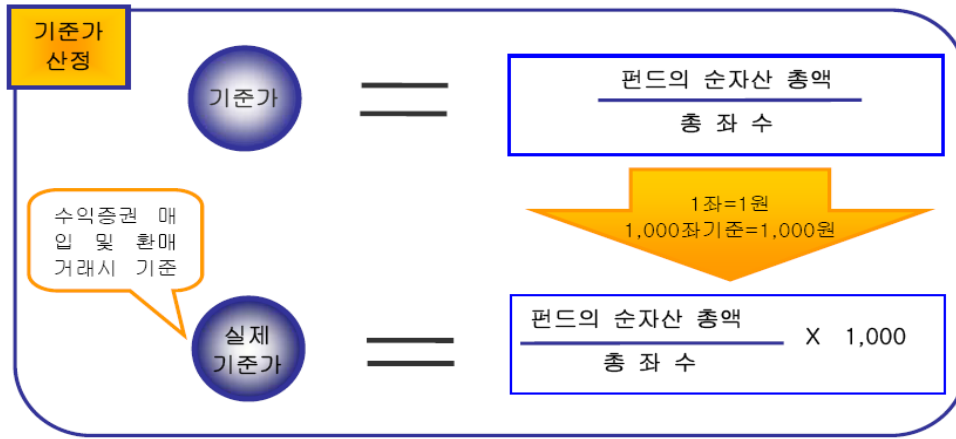 기준가
산정
기준가
펀드의 순자산 총액
총 좌 수
1좌=1원
1,000좌기준=1,000원
수익증권 매
입 및 환매
거래시 기준
실제
기준가
펀드의 순자산 총액
총 좌 수
X 1,000